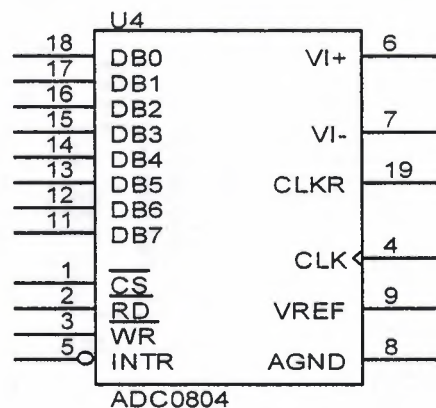 U4
18 DB0 VI+ 6
17 DB1
16 DB2
15 DB3 VI- 7
14 DB4
13 DB5 CLKR 19
12 DB6
11 DB7
CLK 4
1 CS
2 RD VREF 9
3 WR
5 INTR AGND 8
ADC0804